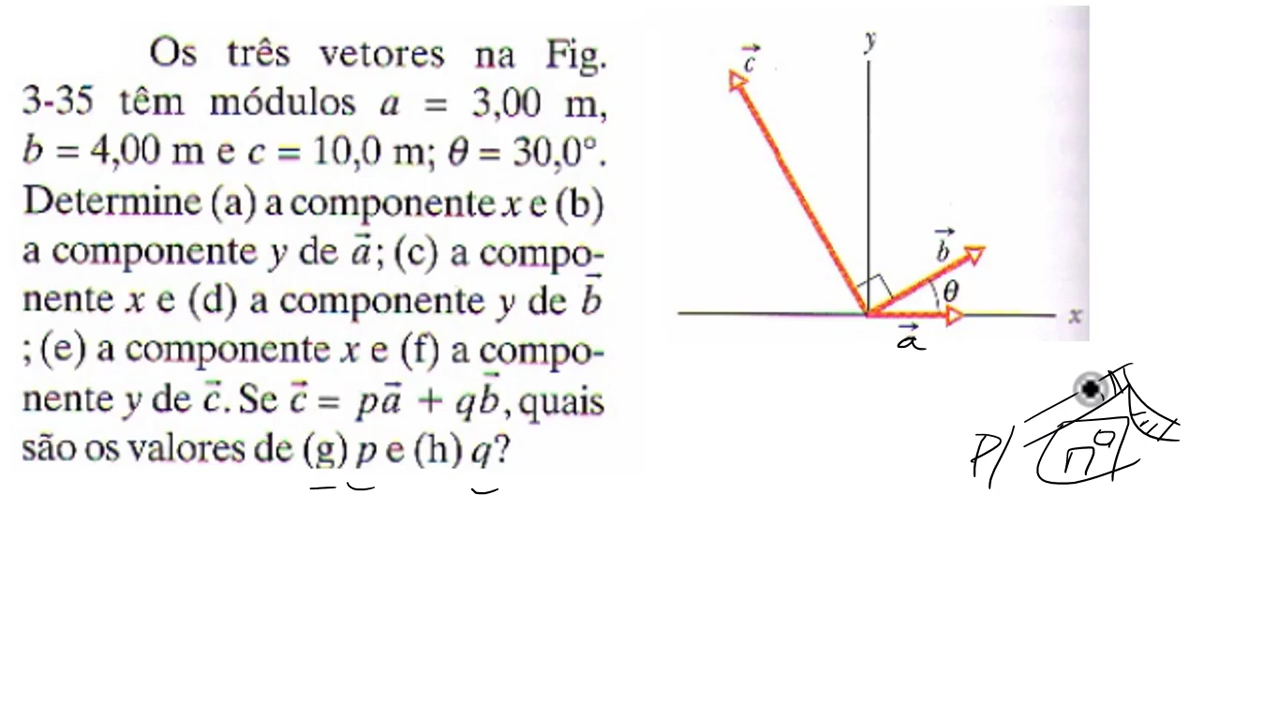 Os três vetores na Fig.
3-35 têm módulos a = 3,00 m,
b = 4,00 m e c = 10,0 m; θ = 30,0°.
Determine (a) a componente x e (b)
a componente y de a⃗; (c) a compo-
nente x e (d) a componente y de b⃗
; (e) a componente x e (f) a compo-
nente y de c⃗. Se c⃗ = pa⃗ + qb⃗, quais
são os valores de (g) p e (h) q?
y
c⃗
b⃗
θ
x
a⃗
P/